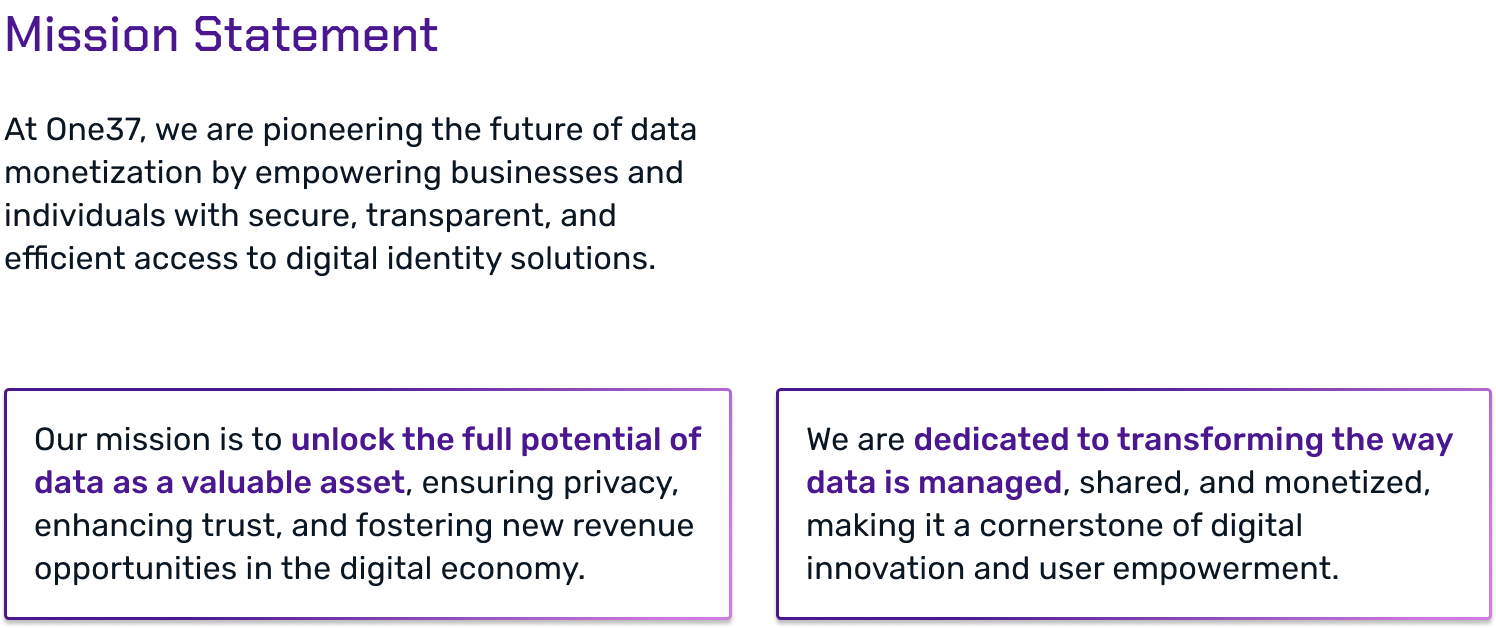 Mission Statement
At One37, we are pioneering the future of data
monetization by empowering businesses and
individuals with secure, transparent, and
efficient access to digital identity solutions.
Our mission is to unlock the full potential of
data as a valuable asset, ensuring privacy,
enhancing trust, and fostering new revenue
opportunities in the digital economy.
We are dedicated to transforming the way
data is managed, shared, and monetized,
making it a cornerstone of digital
innovation and user empowerment.